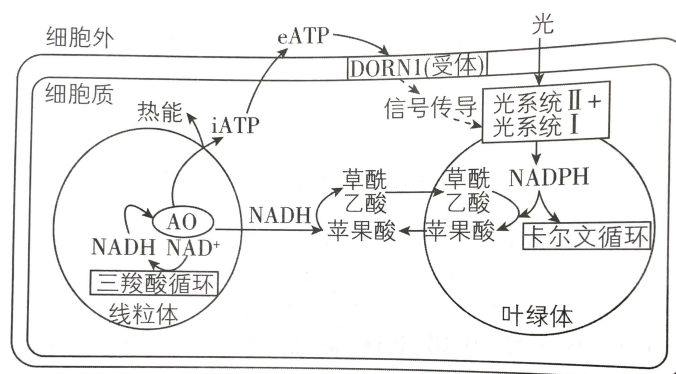 细胞外
eATP
光
DORN1(受体)
细胞质
热能
iATP
信号传导
光系统Ⅱ+
光系统Ⅰ
AO
NADH
NADH NAD⁺
三羧酸循环
线粒体
草酰
乙酸
苹果酸
草酰
乙酸
苹果酸
NADPH
卡尔文循环
叶绿体